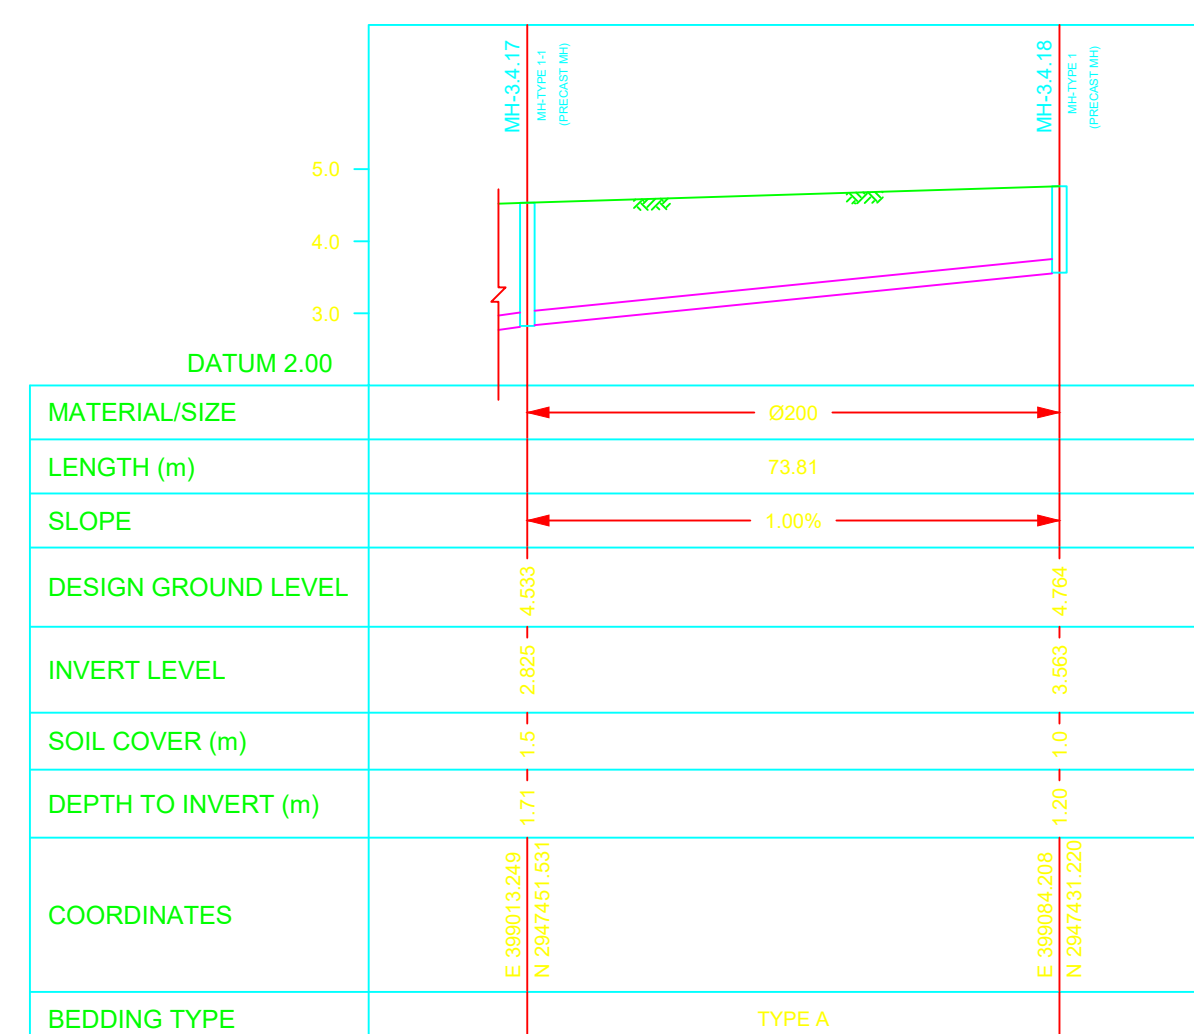 MH-3.4.17
MH-TYPE 1-1
(PRECAST MH)
MH-3.4.18
MH-TYPE 1
(PRECAST MH)
5.0
4.0
3.0
DATUM 2.00
MATERIAL/SIZE
Ø200
LENGTH (m)
73.81
SLOPE
1.00%
DESIGN GROUND LEVEL
4.533
4.764
INVERT LEVEL
2.825
3.563
SOIL COVER (m)
1.5
1.0
DEPTH TO INVERT (m)
1.71
1.20
COORDINATES
E 399013.249
N 2947451.531
E 399084.208
N 2947431.220
BEDDING TYPE
TYPE A